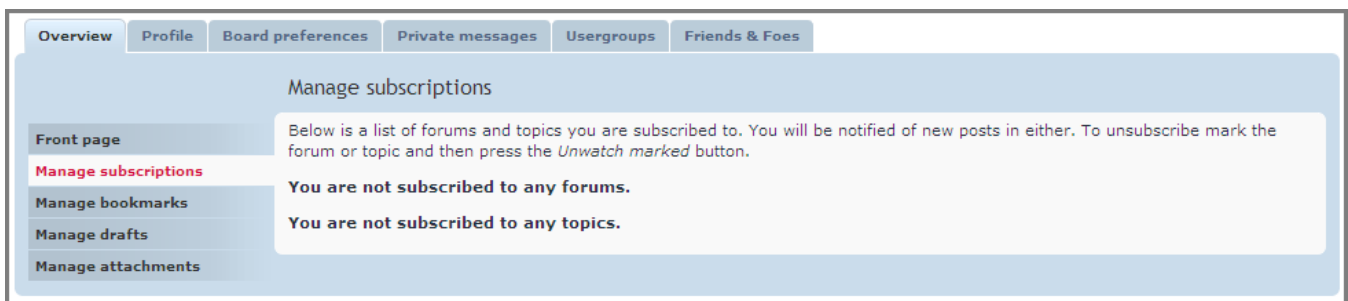 Overview Profile Board preferences Private messages Usergroups Friends & Foes
Manage subscriptions
Front page
Manage subscriptions
Manage bookmarks
Manage drafts
Manage attachments
Below is a list of forums and topics you are subscribed to. You will be notified of new posts in either. To unsubscribe mark the
forum or topic and then press the Unwatch marked button.
You are not subscribed to any forums.
You are not subscribed to any topics.